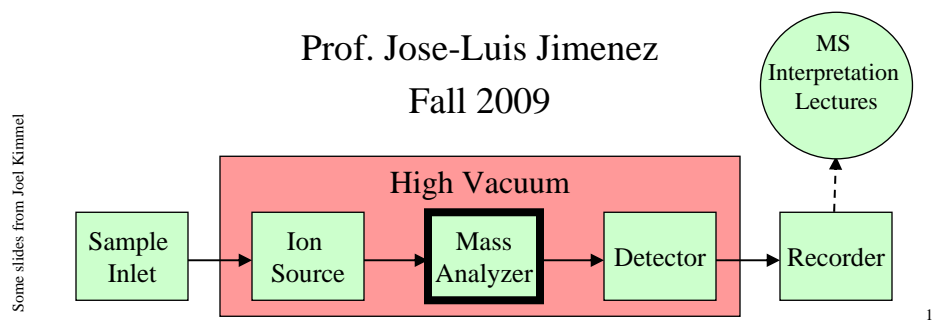 Prof. Jose-Luis Jimenez
Fall 2009
MS
Interpretation
Lectures
Some slides from Joel Kimmel
High Vacuum
Sample
Inlet
Ion
Source
Mass
Analyzer
Detector
Recorder
1